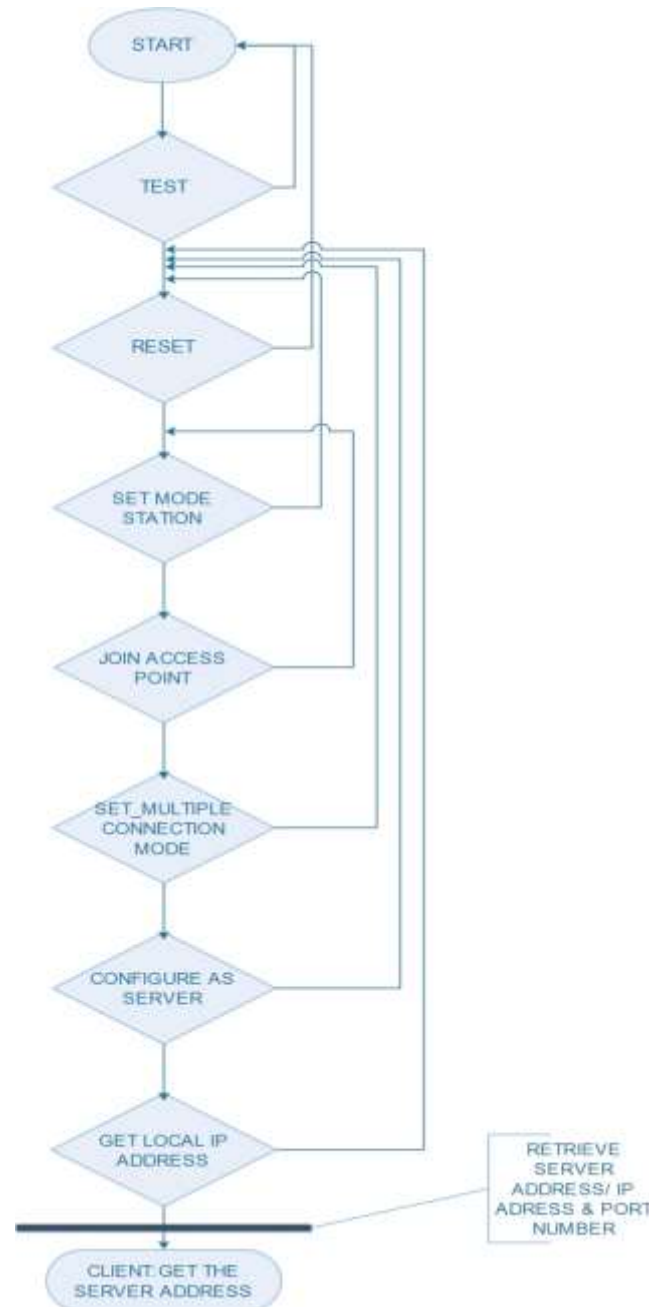 START
TEST
RESET
SET MODE
STATION
JOIN ACCESS
POINT
SET_MULTIPLE
CONNECTION
MODE
CONFIGURE AS
SERVER
GET LOCAL IP
ADDRESS
RETRIEVE
SERVER
ADDRESS/ IP
ADRESS & PORT
NUMBER
CLIENT: GET THE
SERVER ADDRESS